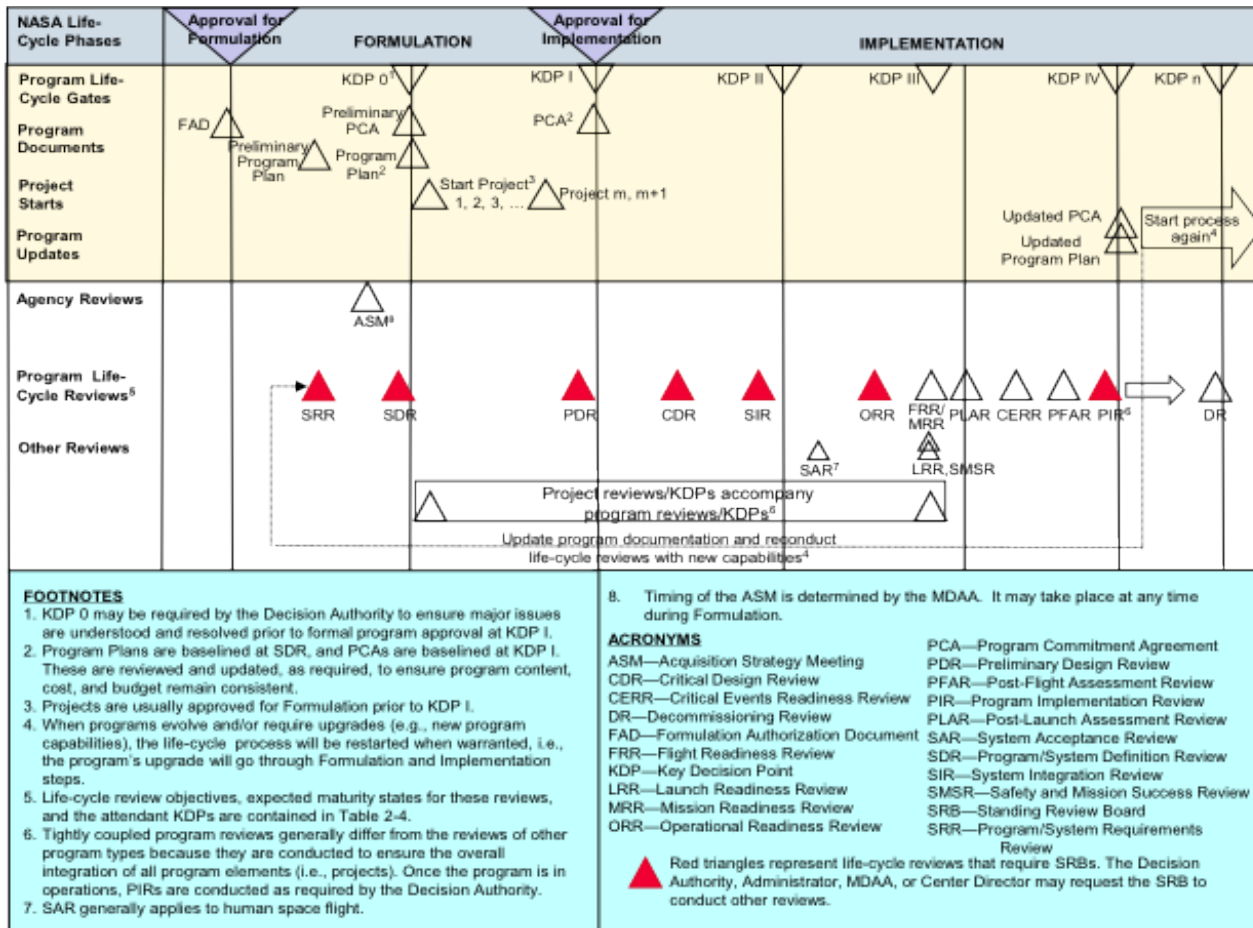 NASA Life-
Cycle Phases
Approval for
Formulation
FORMULATION
Approval for
Implementation
IMPLEMENTATION
Program Life-
Cycle Gates
KDP 0¹
KDP I
KDP II
KDP III
KDP IV
KDP n
Program
Documents
FAD
Preliminary
Program
Plan
Preliminary
PCA
Program
Plan²
PCA²
Project
Starts
Start Project³
1, 2, 3, …
Project m, m+1
Program
Updates
Updated PCA
Updated
Program Plan
Start process
again⁴
Agency Reviews
ASM⁸
Program Life-
Cycle Reviews⁵
SRR
SDR
PDR
CDR
SIR
ORR
FRR/
MRR
PLAR
CERR
PFAR
PIR⁶
DR
Other Reviews
SAR⁷
LRR,SMSR
Project reviews/KDPs accompany
program reviews/KDPs⁶
Update program documentation and reconduct
life-cycle reviews with new capabilities⁴
FOOTNOTES
1. KDP 0 may be required by the Decision Authority to ensure major issues
are understood and resolved prior to formal program approval at KDP I.
2. Program Plans are baselined at SDR, and PCAs are baselined at KDP I.
These are reviewed and updated, as required, to ensure program content,
cost, and budget remain consistent.
3. Projects are usually approved for Formulation prior to KDP I.
4. When programs evolve and/or require upgrades (e.g., new program
capabilities), the life-cycle process will be restarted when warranted, i.e.,
the program's upgrade will go through Formulation and Implementation
steps.
5. Life-cycle review objectives, expected maturity states for these reviews,
and the attendant KDPs are contained in Table 2-4.
6. Tightly coupled program reviews generally differ from the reviews of other
program types because they are conducted to ensure the overall
integration of all program elements (i.e., projects). Once the program is in
operations, PIRs are conducted as required by the Decision Authority.
7. SAR generally applies to human space flight.
8. Timing of the ASM is determined by the MDAA. It may take place at any time
during Formulation.
ACRONYMS
ASM—Acquisition Strategy Meeting
CDR—Critical Design Review
CERR—Critical Events Readiness Review
DR—Decommissioning Review
FAD—Formulation Authorization Document
FRR—Flight Readiness Review
KDP—Key Decision Point
LRR—Launch Readiness Review
MRR—Mission Readiness Review
ORR—Operational Readiness Review
PCA—Program Commitment Agreement
PDR—Preliminary Design Review
PFAR—Post-Flight Assessment Review
PIR—Program Implementation Review
PLAR—Post-Launch Assessment Review
SAR—System Acceptance Review
SDR—Program/System Definition Review
SIR—System Integration Review
SMSR—Safety and Mission Success Review
SRB—Standing Review Board
SRR—Program/System Requirements
Review
Red triangles represent life-cycle reviews that require SRBs. The Decision
Authority, Administrator, MDAA, or Center Director may request the SRB to
conduct other reviews.